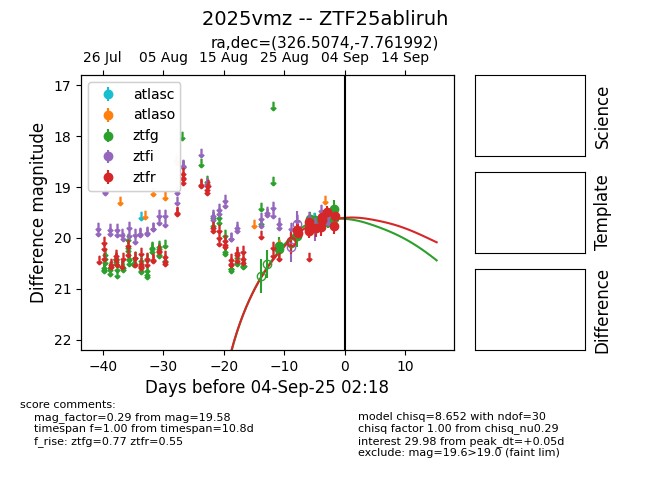 2025vmz -- ZTF25abliruh
ra,dec=(326.5074,-7.761992)
26 Jul 05 Aug 15 Aug 25 Aug 04 Sep 14 Sep
17
18
19
20
21
22
Difference magnitude
atlasc
atlaso
ztfg
ztfi
ztfr
−40 −30 −20 −10 0 10
Days before 04-Sep-25 02:18
Science
Template
Difference
score comments:
mag_factor=0.29 from mag=19.58
timespan f=1.00 from timespan=10.8d
f_rise: ztfg=0.77 ztfr=0.55
model chisq=8.652 with ndof=30
chisq factor 1.00 from chisq_nu0.29
interest 29.98 from peak_dt=+0.05d
exclude: mag=19.6>19.0 (faint lim)